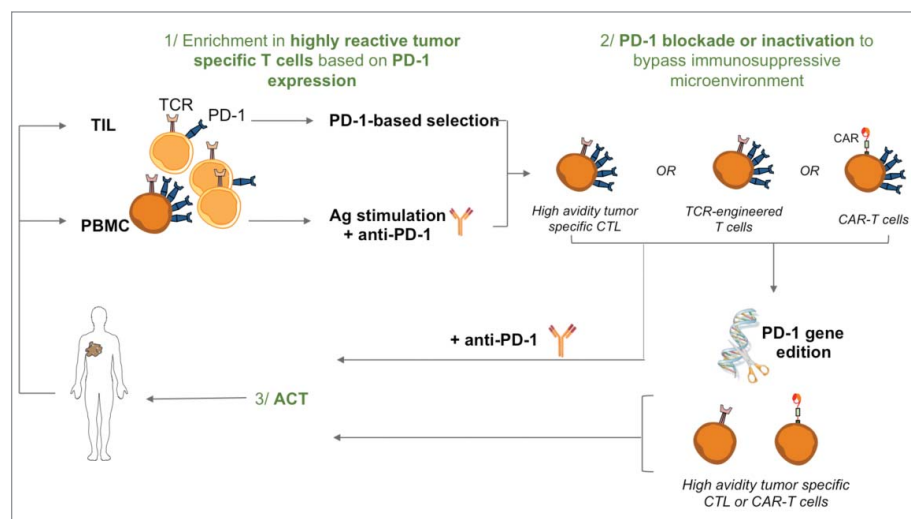 1/ Enrichment in highly reactive tumor
specific T cells based on PD-1
expression
2/ PD-1 blockade or inactivation to
bypass immunosuppressive
microenvironment
TCR
PD-1
TIL
PD-1-based selection
CAR
OR
OR
PBMC
Ag stimulation
+ anti-PD-1
High avidity tumor
specific CTL
TCR-engineered
T cells
CAR-T cells
+ anti-PD-1
PD-1 gene
edition
3/ ACT
High avidity tumor specific
CTL or CAR-T cells